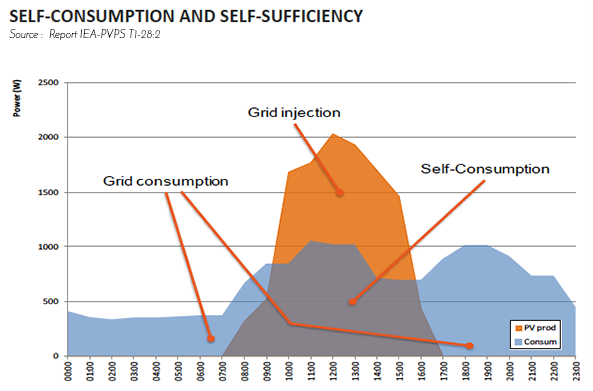 SELF-CONSUMPTION AND SELF-SUFFICIENCY
Source : Report IEA-PVPS T1-28:2
Power (W)
2500
2000
1500
1000
500
0
Grid injection
Grid consumption
Self-Consumption
PV prod
Consum
0000 0100 0200 0300 0400 0500 0600 0700 0800 0900 1000 1100 1200 1300 1400 1500 1600 1700 1800 1900 2000 2100 2200 2300